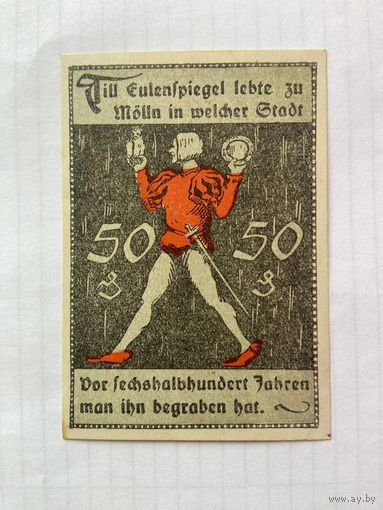 Till Eulenspiegel lebte zu
Mölln in welcher Stadt
50 50
₰ ₰
Vor sechshalbhundert Jahren
man ihn begraben hat.
www.ay.by